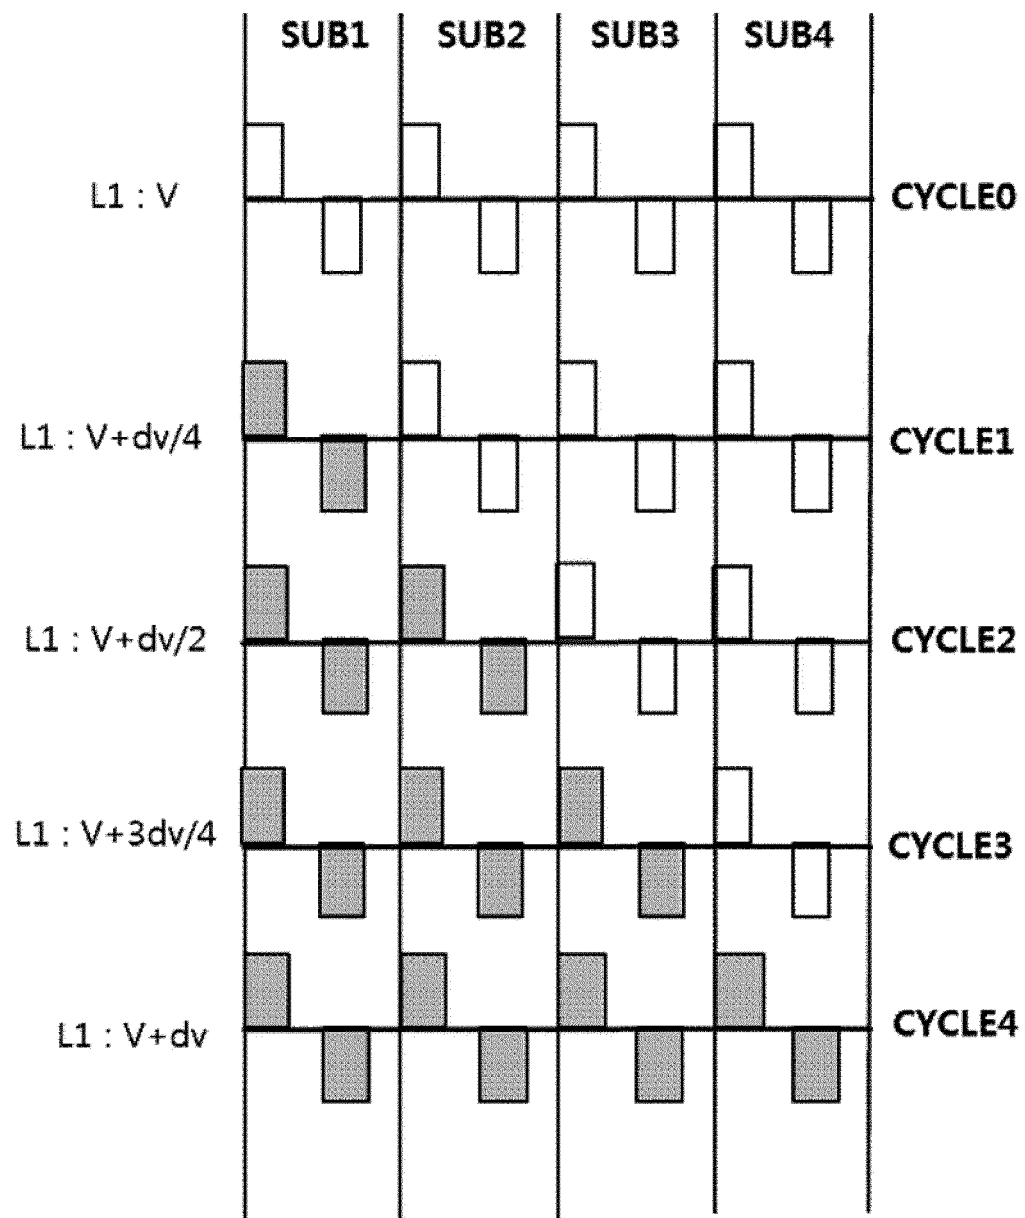 SUB1 SUB2 SUB3 SUB4
L1 : V CYCLE0
L1 : V+dv/4 CYCLE1
L1 : V+dv/2 CYCLE2
L1 : V+3dv/4 CYCLE3
L1 : V+dv CYCLE4